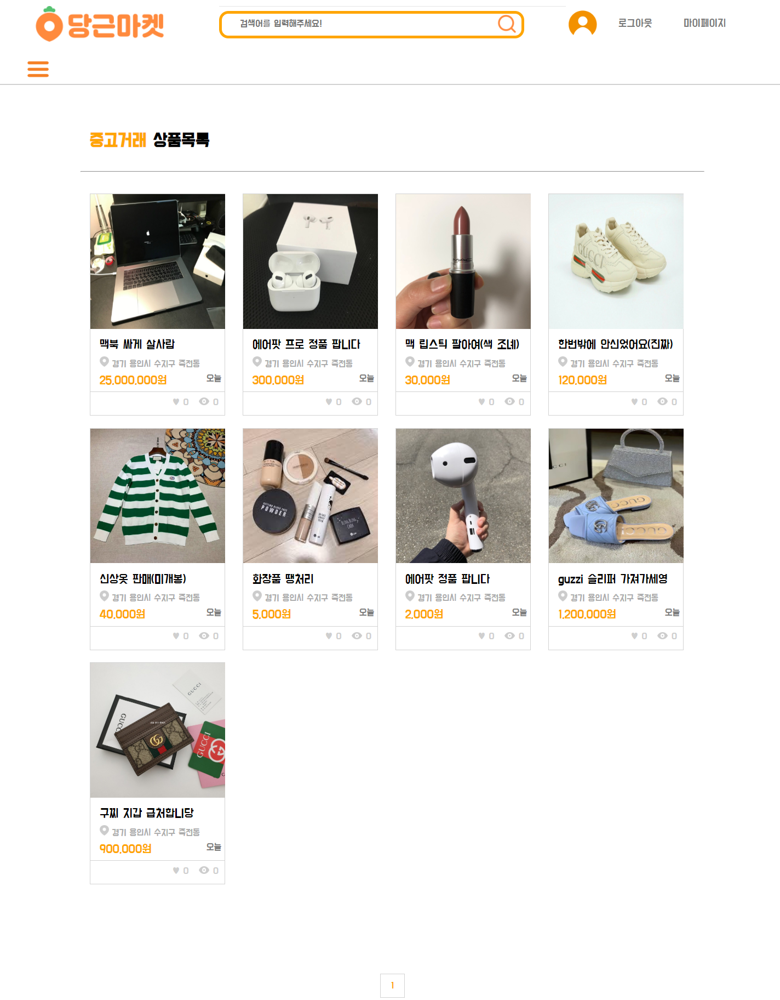 당근마켓
검색어를 입력해주세요!
로그아웃
마이페이지
중고거래 상품목록
맥북 싸게 살사람
경기 용인시 수지구 죽전동
25,000,000원
오늘
0
0
에어팟 프로 정품 팝니다
경기 용인시 수지구 죽전동
300,000원
오늘
0
0
MAC
맥 립스틱 팔아여(색 조녜)
경기 용인시 수지구 죽전동
30,000원
오늘
0
0
GUCCI
한번밖에 안신었어요(진짜)
경기 용인시 수지구 죽전동
120,000원
오늘
0
0
신상옷 판매(미개봉)
경기 용인시 수지구 죽전동
40,000원
오늘
0
0
POWDER
화장품 땡처리
경기 용인시 수지구 죽전동
5,000원
오늘
0
0
에어팟 정품 팝니다
경기 용인시 수지구 죽전동
2,000원
오늘
0
0
GUCCI
GUCCI
guzzi 슬리퍼 가져가세영
경기 용인시 수지구 죽전동
1,200,000원
오늘
0
0
GUCCI
GUCCI
GUCCI
구찌 지갑 급처합니당
경기 용인시 수지구 죽전동
900,000원
오늘
0
0
1